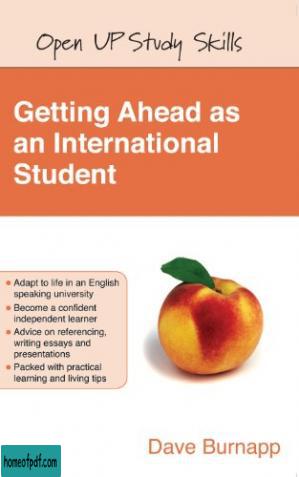 Open UP Study Skills
Getting Ahead as
an International
Student
• Adapt to life in an English
speaking university
• Become a confident
independent learner
• Advice on referencing,
writing essays and
presentations
• Packed with practical
learning and living tips
Dave Burnapp
homeofpdf.com